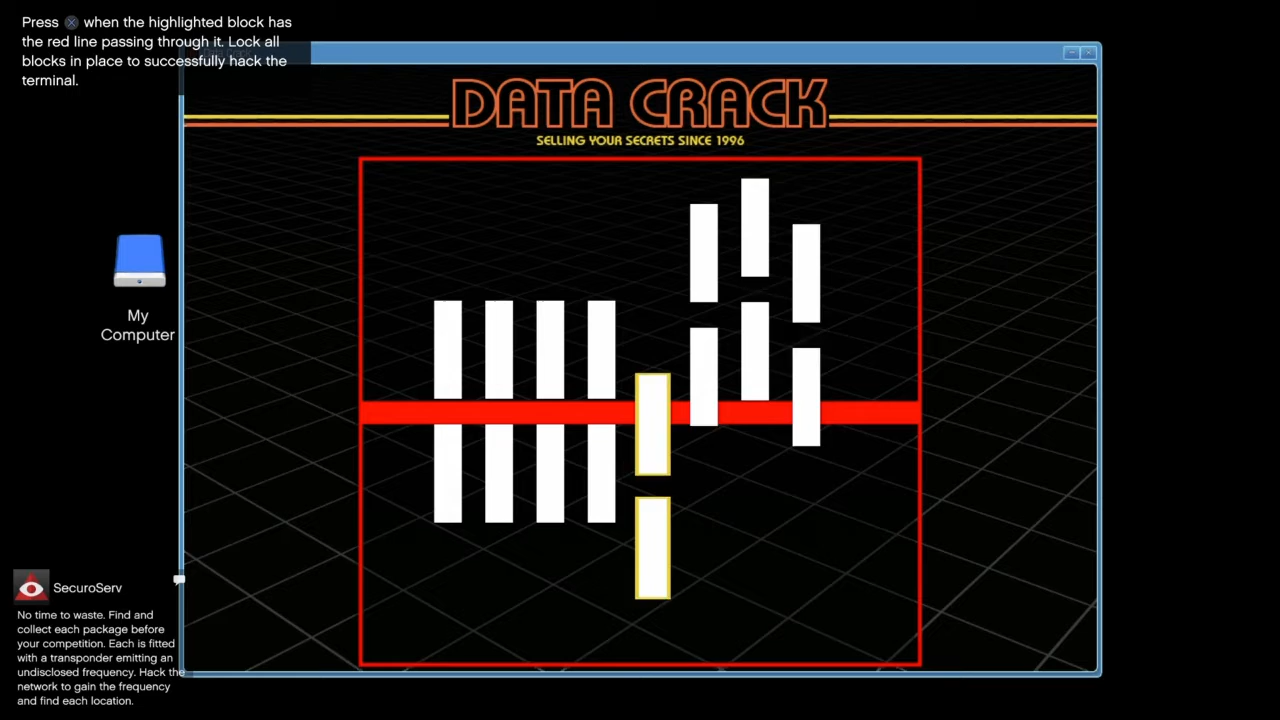 Press when the highlighted block has
the red line passing through it. Lock all
blocks in place to successfully hack the
terminal.
DATA CRACK
SELLING YOUR SECRETS SINCE 1996
My
Computer
SecuroServ
No time to waste. Find and
collect each package before
your competition. Each is fitted
with a transponder emitting an
undisclosed frequency. Hack the
network to gain the frequency
and find each location.